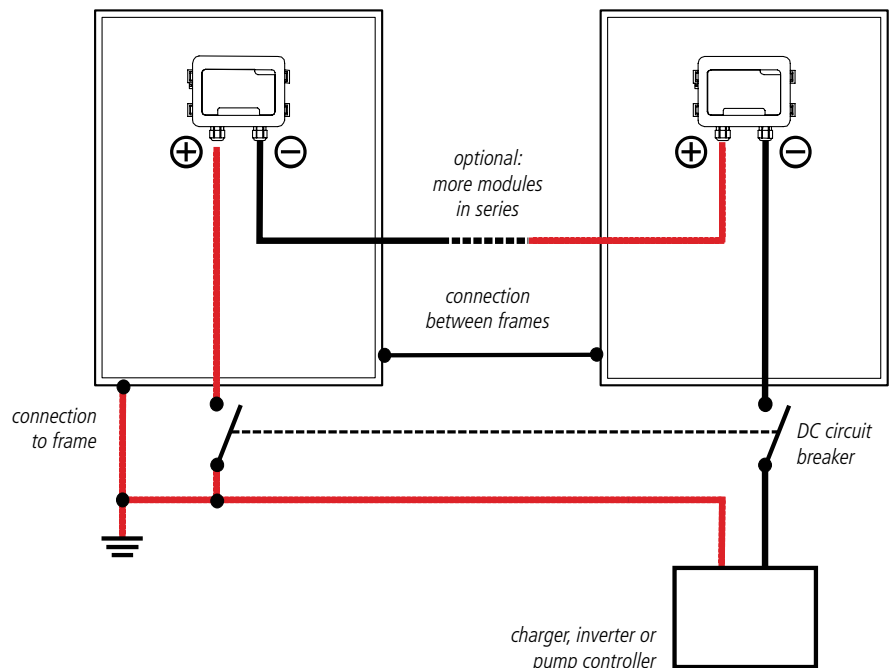 optional:
more modules
in series
connection
between frames
connection
to frame
DC circuit
breaker
charger, inverter or
pump controller